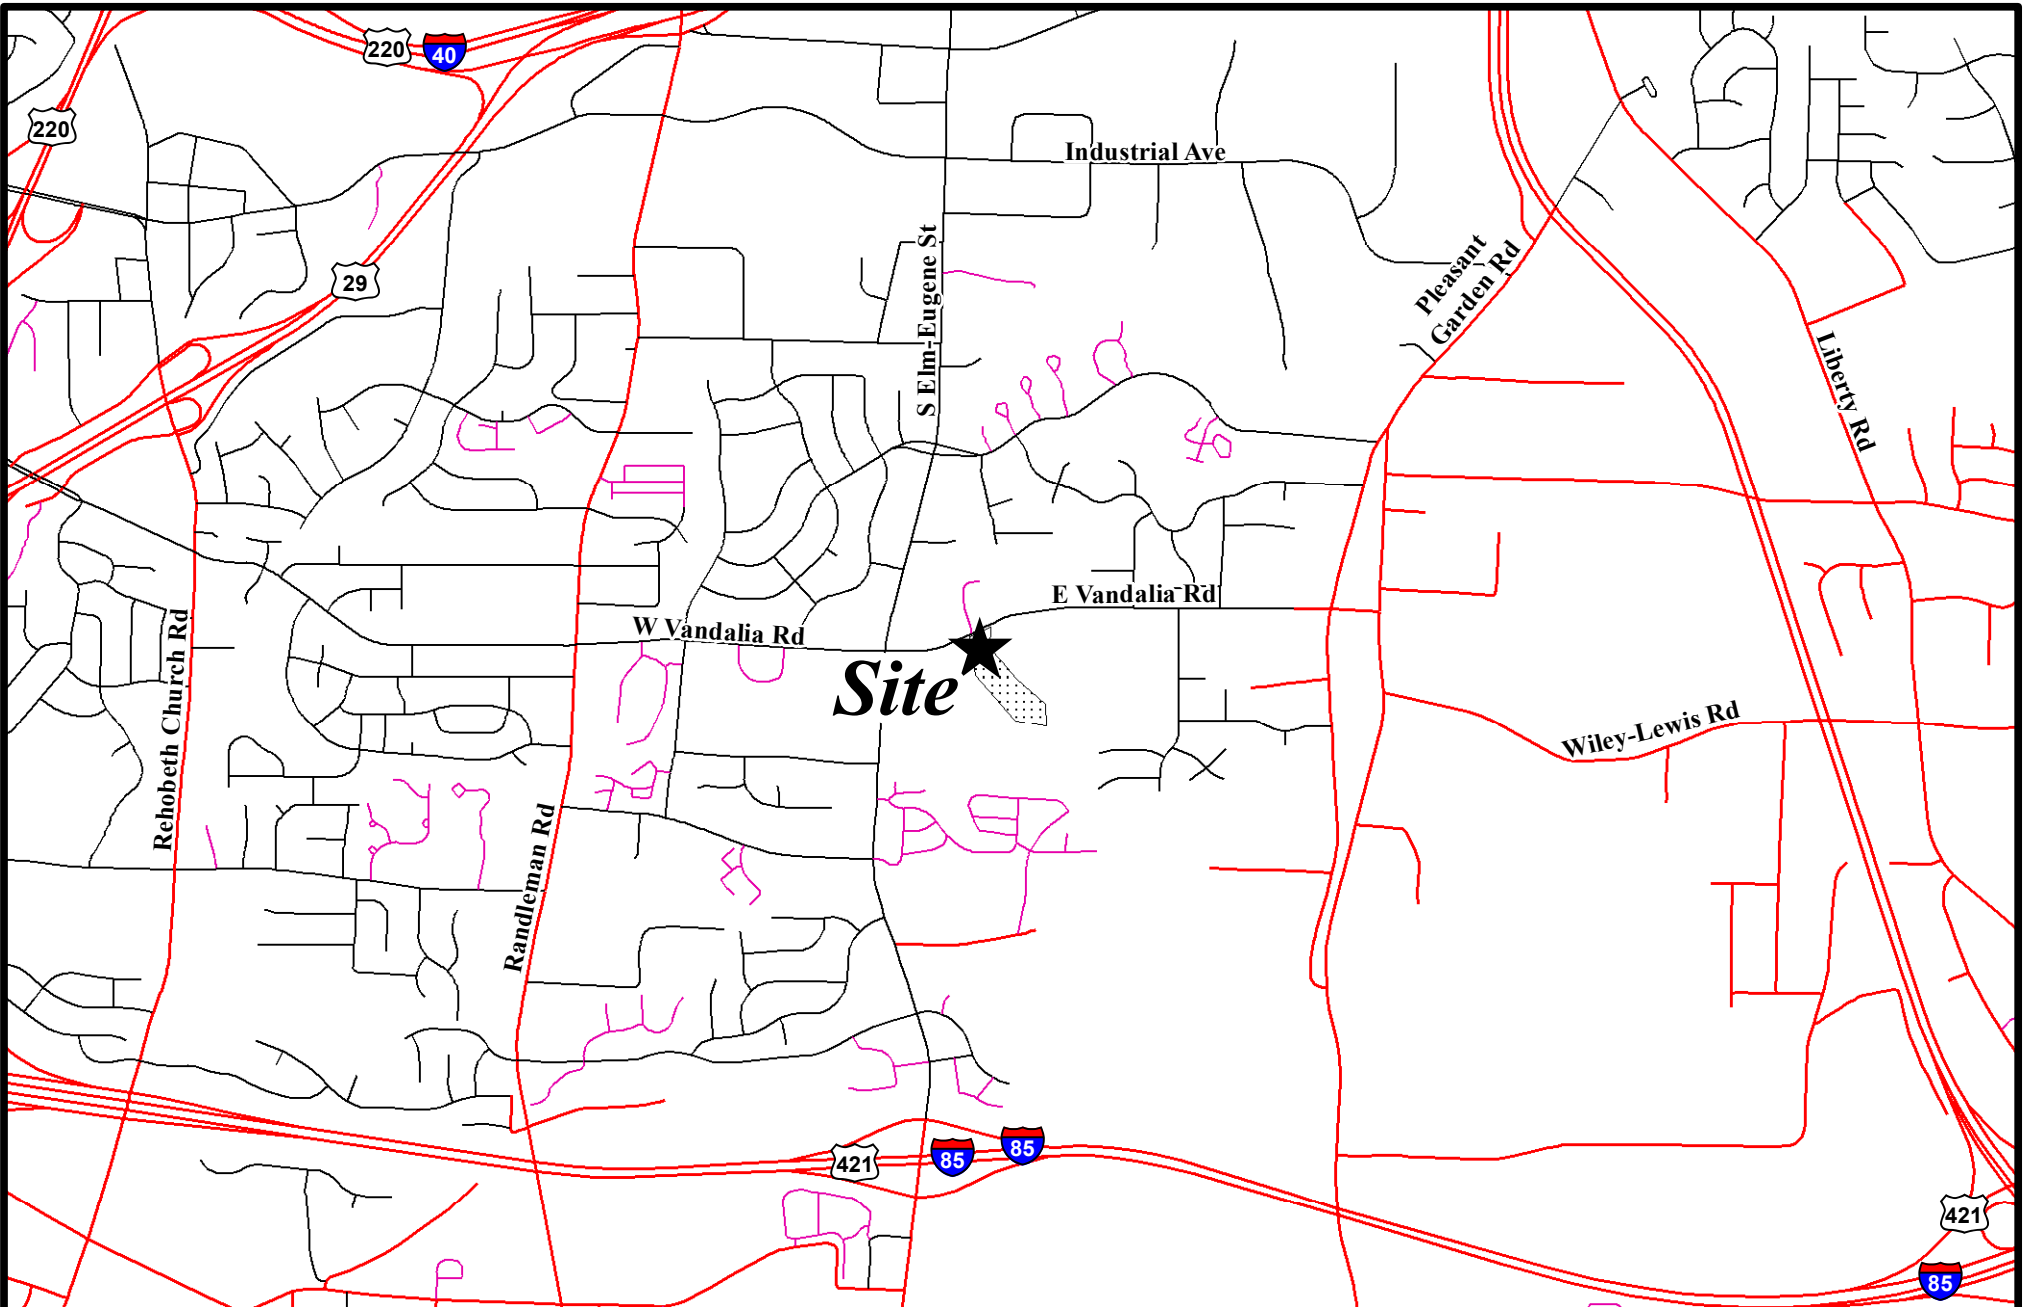 220
40
220
Industrial Ave
29
S Elm-Eugene St
Pleasant
Garden Rd
Liberty Rd
E Vandalia Rd
W Vandalia Rd
Site
Rehobeth Church Rd
Wiley-Lewis Rd
Randleman Rd
421
85
85
421
85